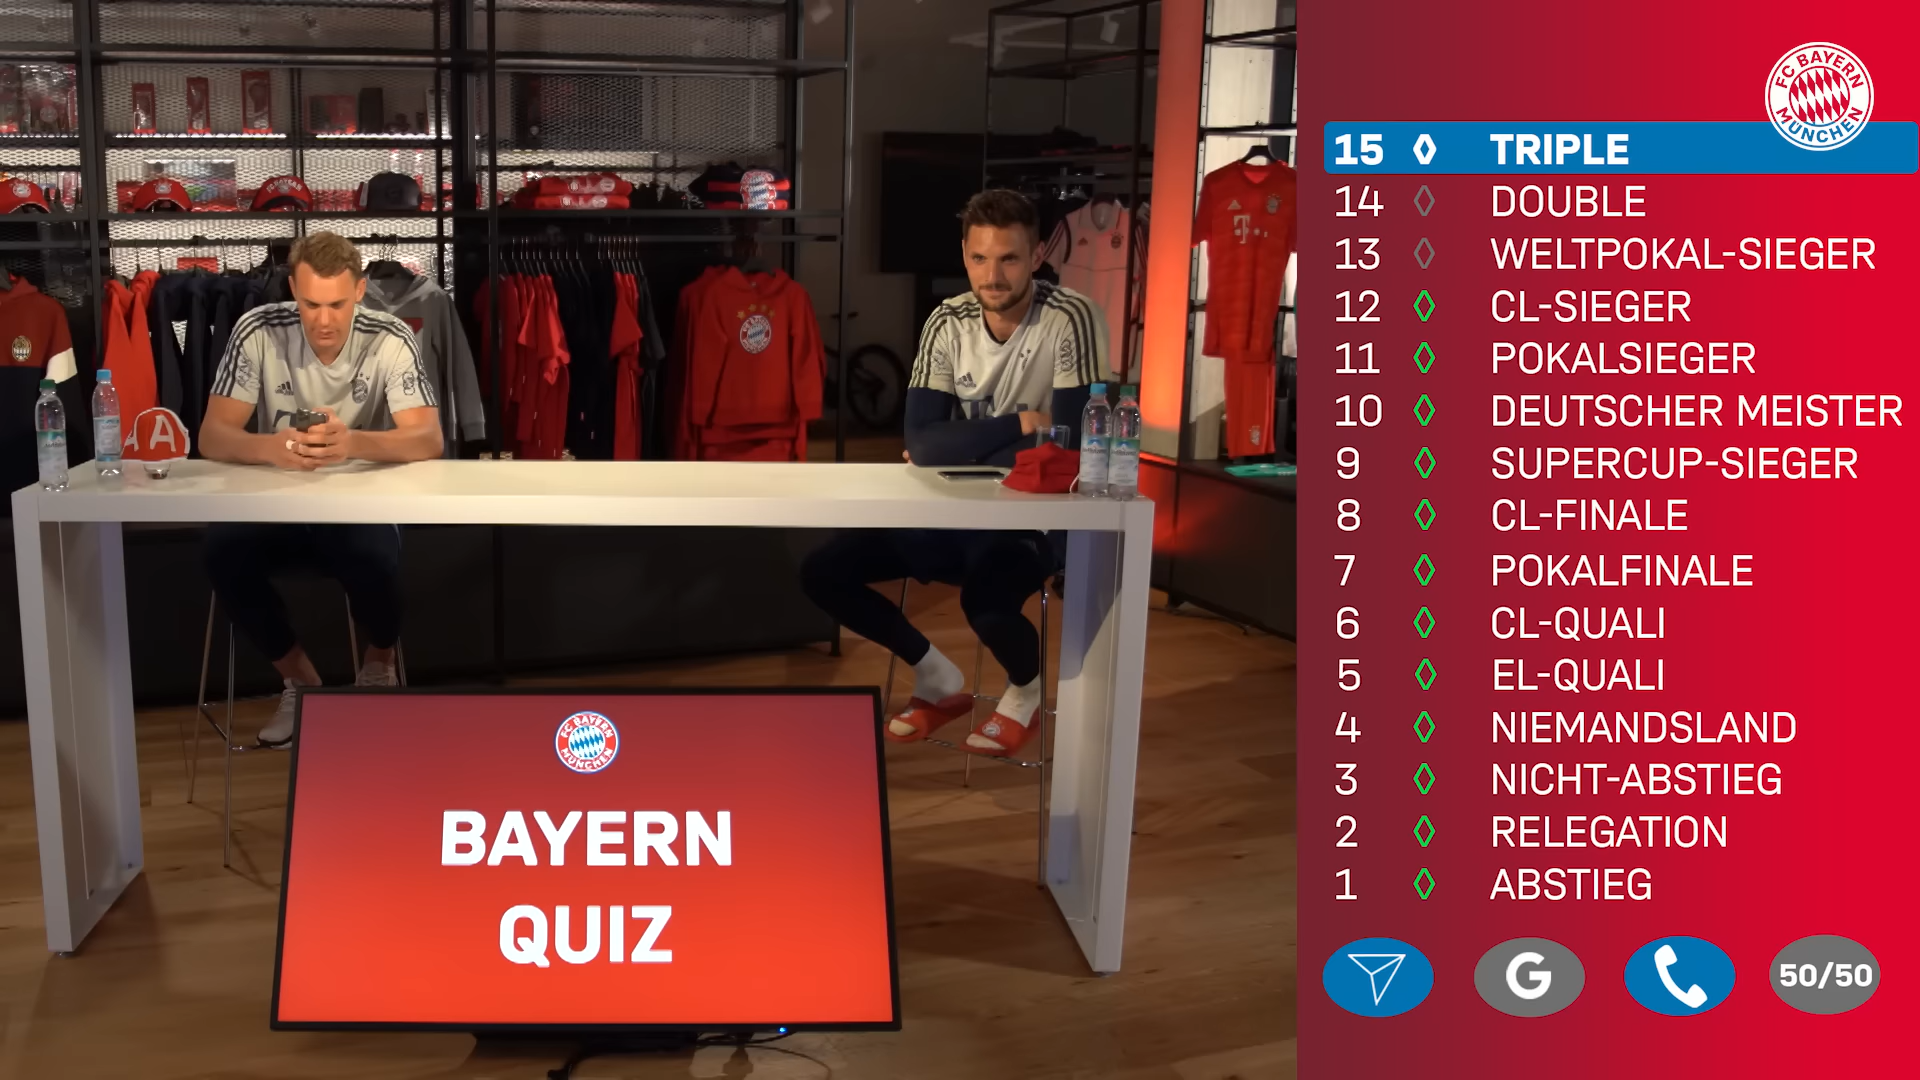 FC BAYERN
MÜNCHEN
15 TRIPLE
14 DOUBLE
13 WELTPOKAL-SIEGER
12 CL-SIEGER
11 POKALSIEGER
10 DEUTSCHER MEISTER
9 SUPERCUP-SIEGER
8 CL-FINALE
7 POKALFINALE
6 CL-QUALI
5 EL-QUALI
4 NIEMANDSLAND
3 NICHT-ABSTIEG
2 RELEGATION
1 ABSTIEG
G
50/50
A
T
FC BAYERN
MÜNCHEN
BAYERN
QUIZ